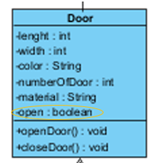 Door
-lenght : int
-width : int
-color : String
-numberOfDoor : int
-material : String
-open : boolean
+openDoor() : void
+closeDoor() : void